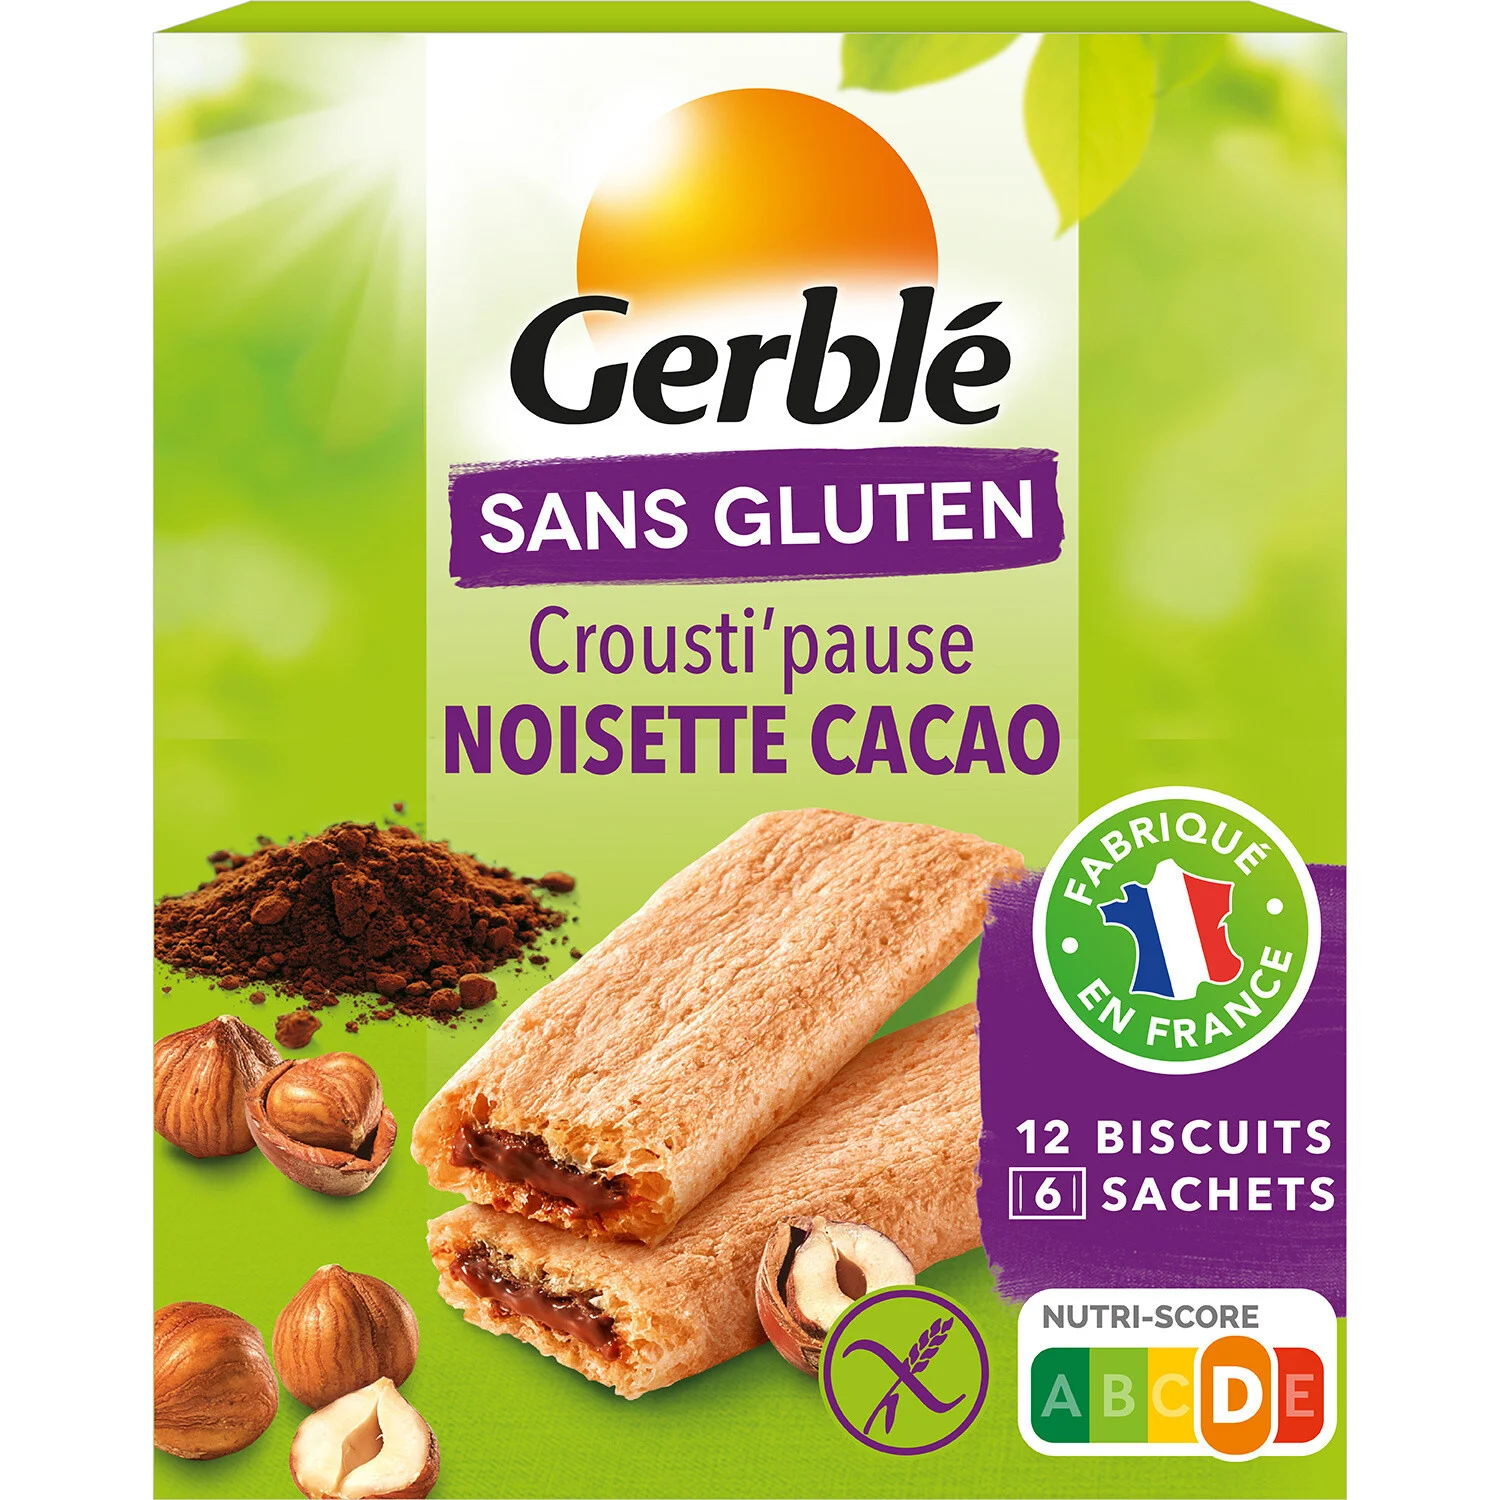 Gerblé
SANS GLUTEN
Crousti'pause
NOISETTE CACAO
FABRIQUÉ
EN FRANCE
12 BISCUITS
6 SACHETS
NUTRI-SCORE
A B C D E